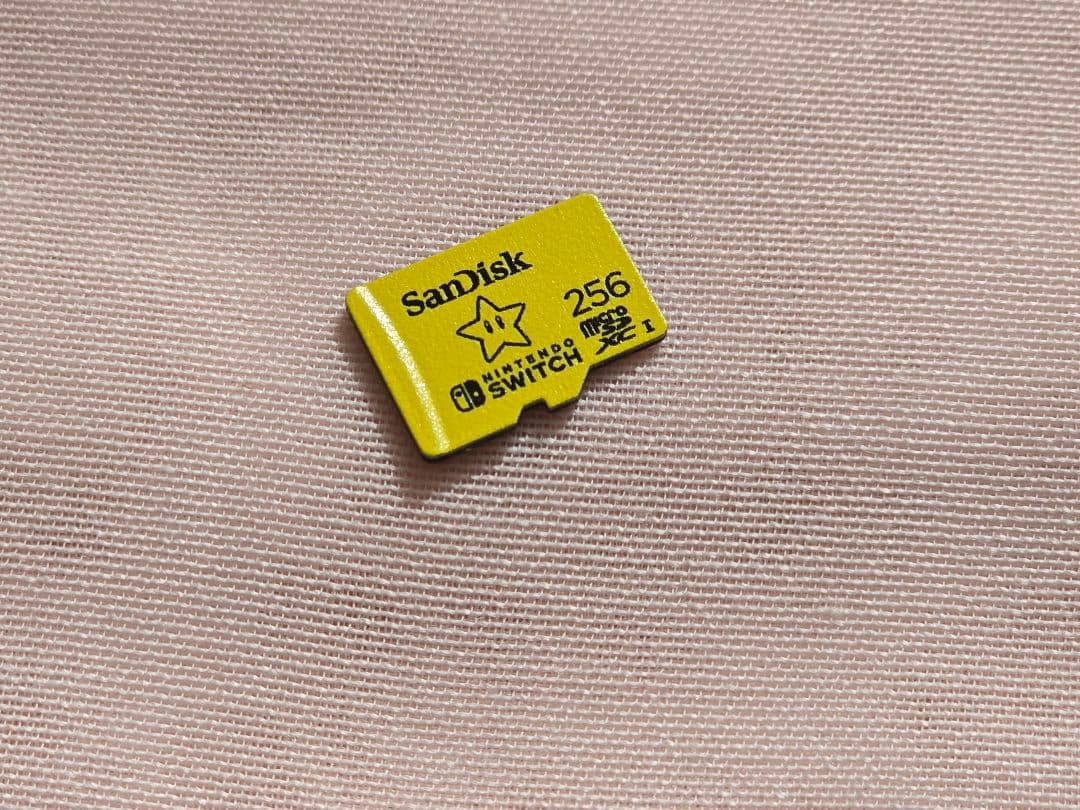 SanDisk
256
micro
SD
XC I
NINTENDO
SWITCH